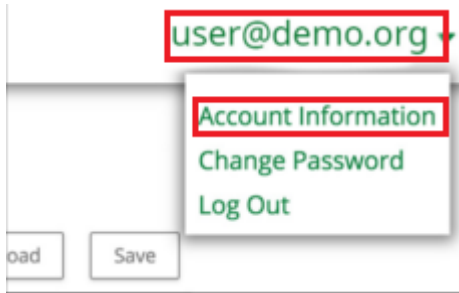 user@demo.org
Account Information
Change Password
Log Out
oad Save